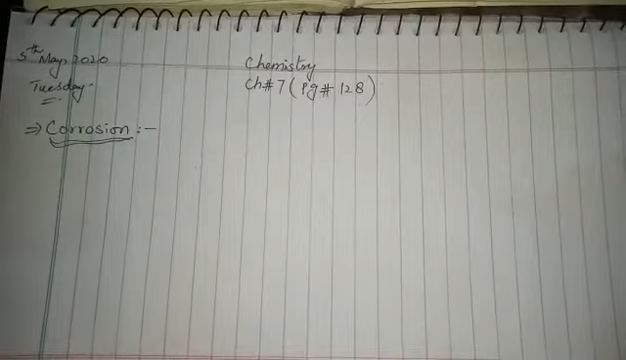 5th May, 2020
Chemistry
Tuesday.
Ch# 7 (Pg # 128)
⇒ Corrosion :-